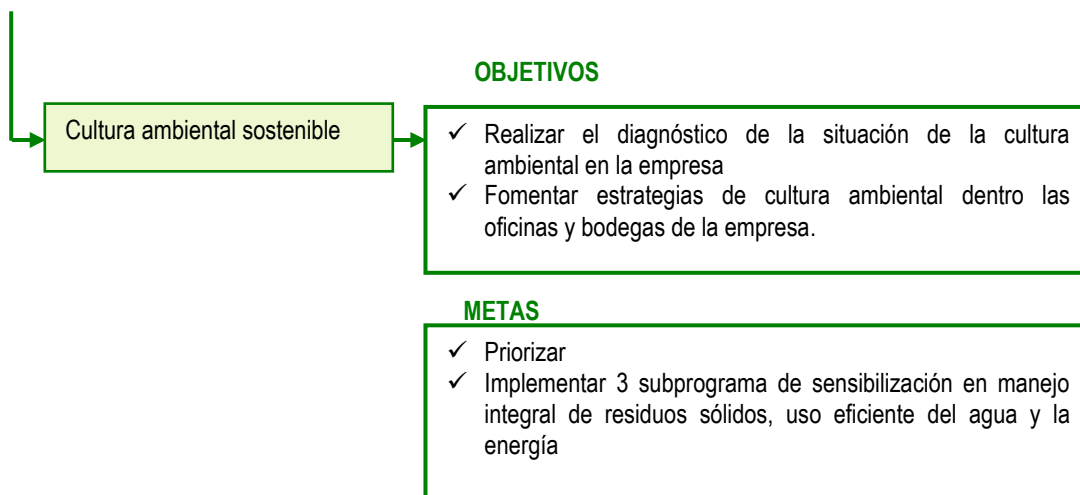 OBJETIVOS
Cultura ambiental sostenible
✓ Realizar el diagnóstico de la situación de la cultura
ambiental en la empresa
✓ Fomentar estrategias de cultura ambiental dentro las
oficinas y bodegas de la empresa.
METAS
✓ Priorizar
✓ Implementar 3 subprograma de sensibilización en manejo
integral de residuos sólidos, uso eficiente del agua y la
energía